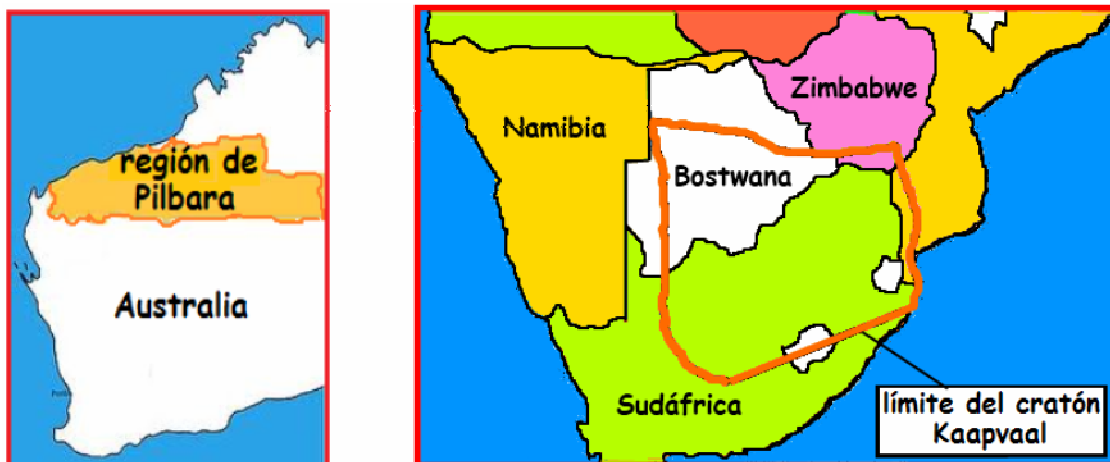 región de
Pilbara
Australia
Namibia
Zimbabwe
Bostwana
Sudáfrica
límite del cratón
Kaapvaal